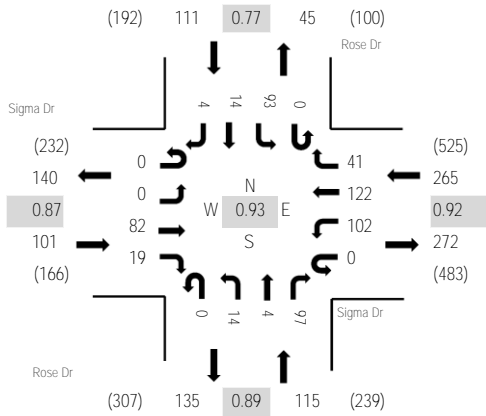 (192) 111 0.77 45 (100)
Rose Dr
Sigma Dr
4 14 93 0
(232)
140
0.87
101
(166)
0
0
82
19
N
W 0.93 E
S
41
122
102
0
(525)
265
0.92
272
(483)
0 14 4 97
Sigma Dr
Rose Dr
(307) 135 0.89 115 (239)